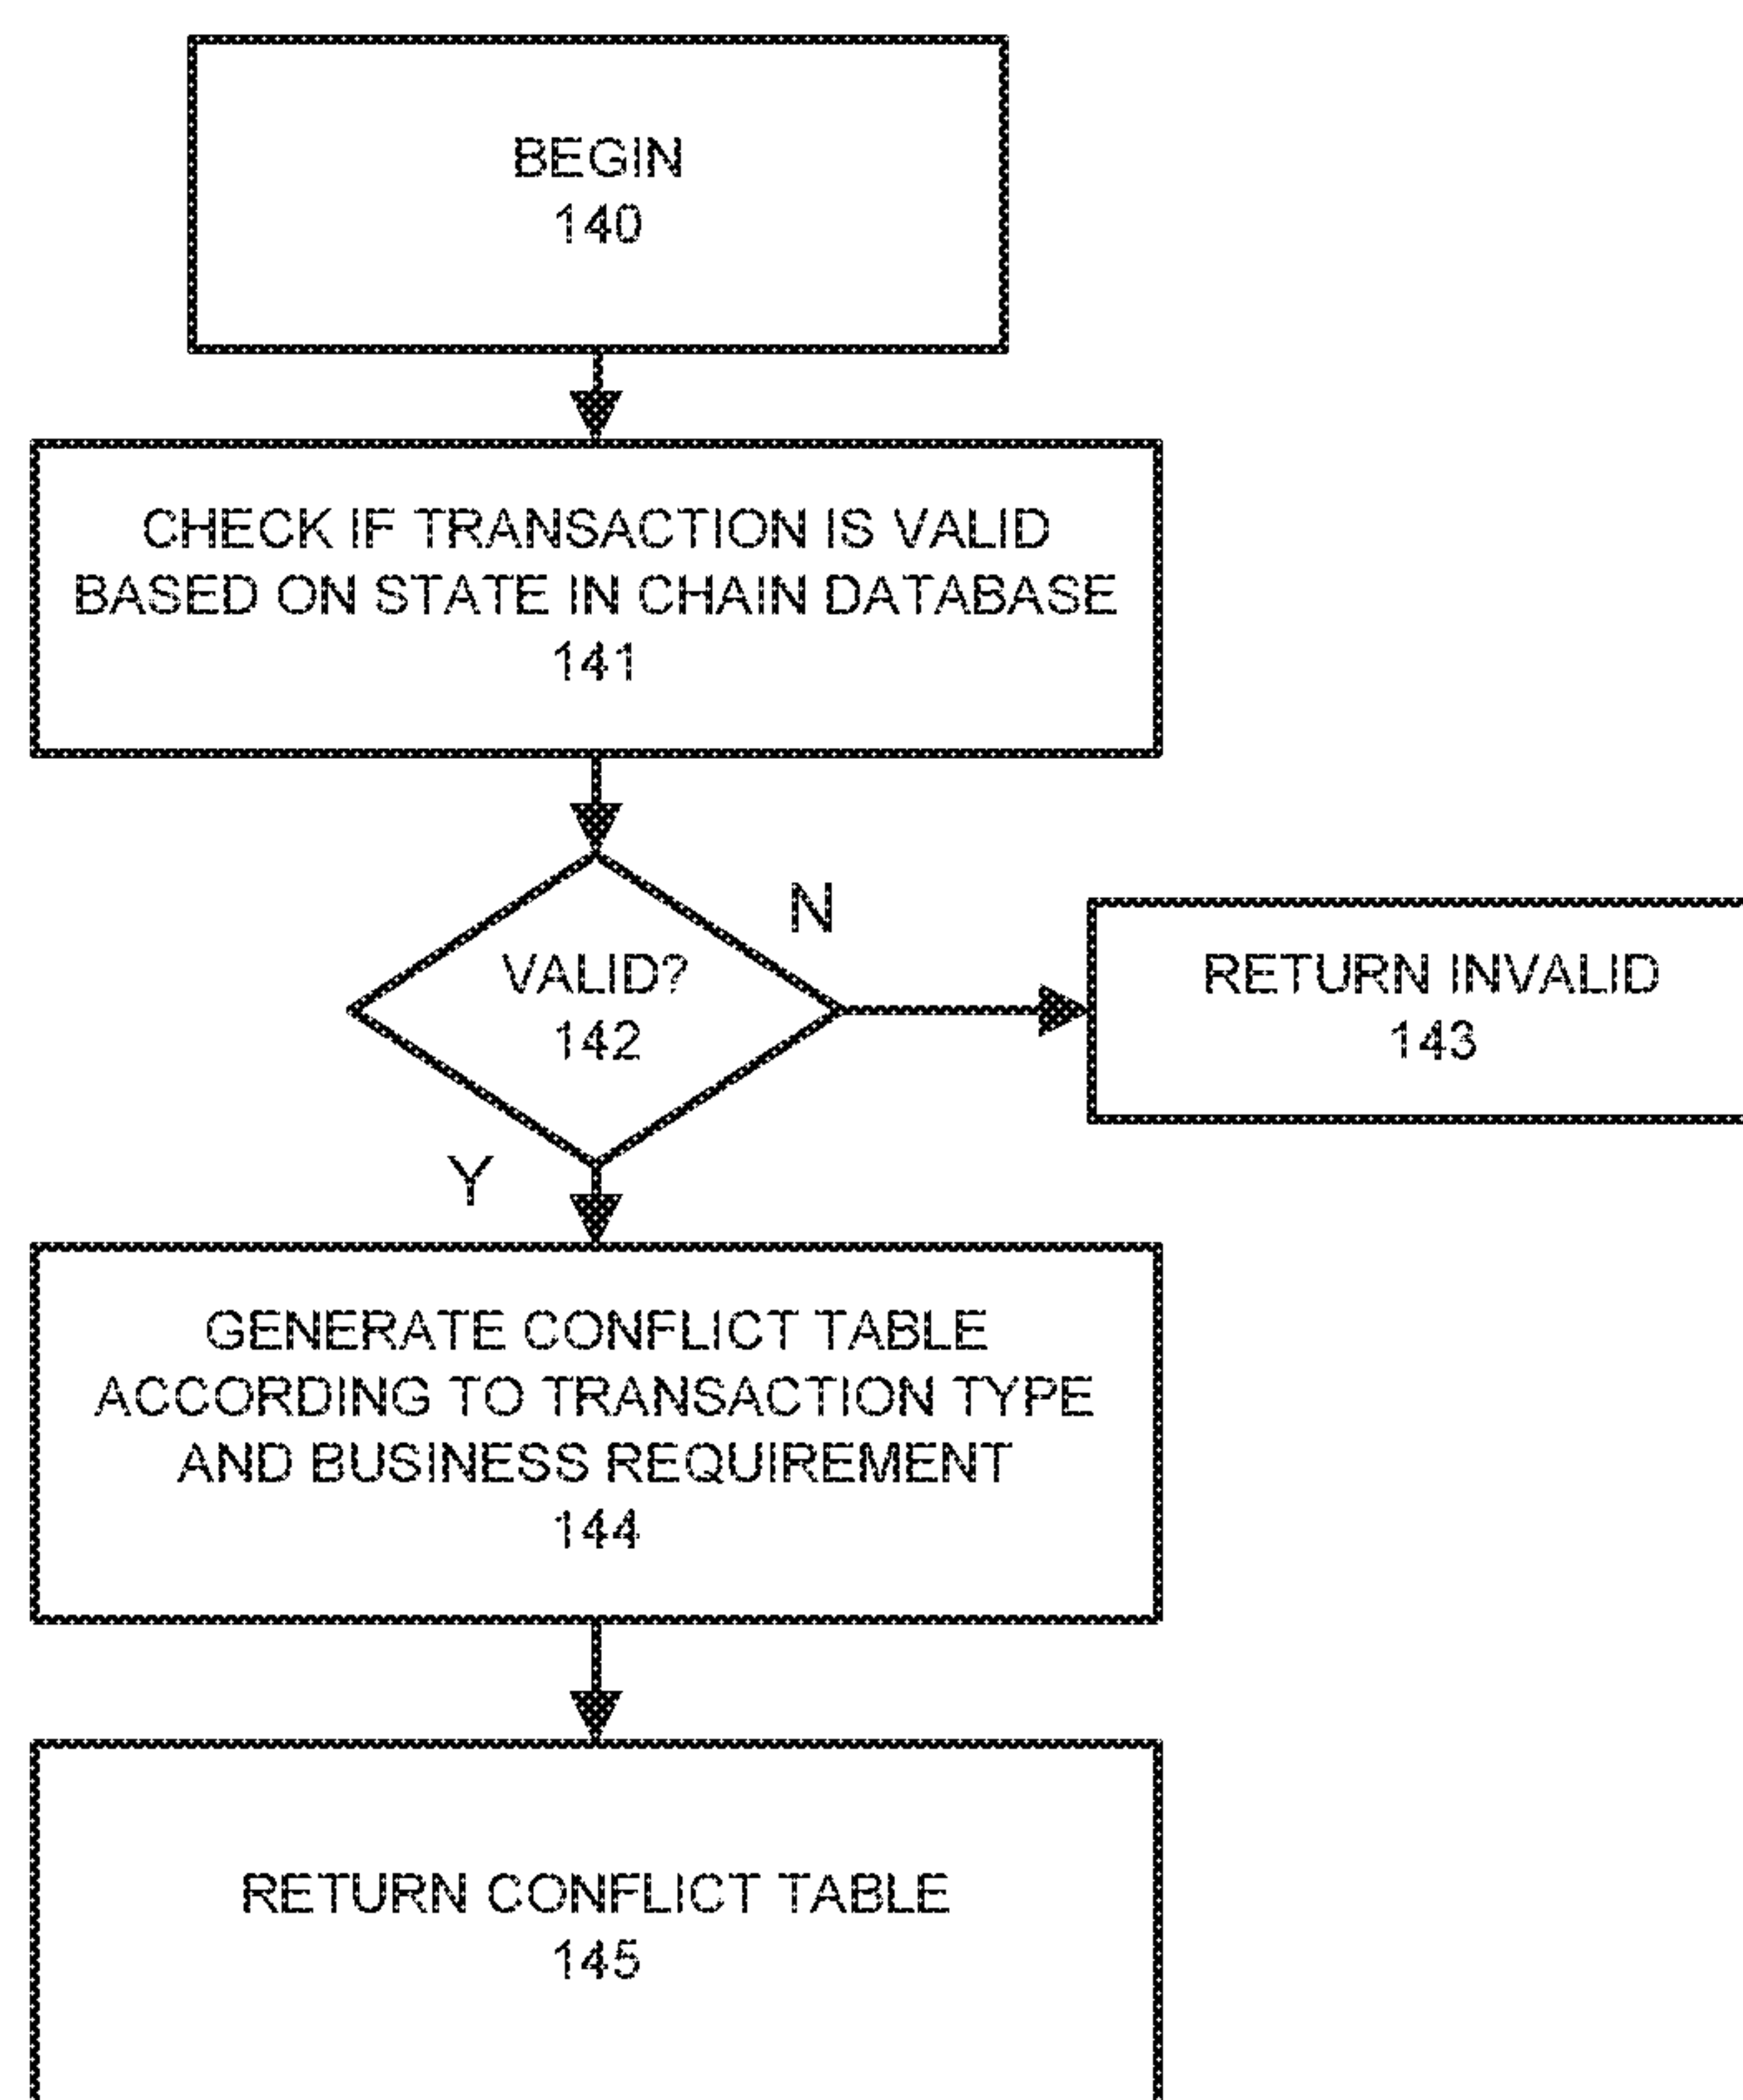 BEGIN
140
CHECK IF TRANSACTION IS VALID
BASED ON STATE IN CHAIN DATABASE
141
N
VALID?
142
RETURN INVALID
143
Y
GENERATE CONFLICT TABLE
ACCORDING TO TRANSACTION TYPE
AND BUSINESS REQUIREMENT
144
RETURN CONFLICT TABLE
145